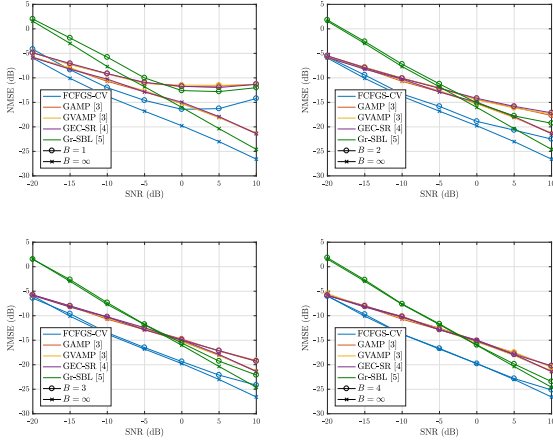 5
0
-5
-10
-15
-20
-25
-30
NMSE (dB)
FCFGS-CV
GAMP [3]
GVAMP [3]
GEC-SR [4]
Gr-SBL [5]
B = 1
B = ∞
-20 -15 -10 -5 0 5 10
SNR (dB)
5
0
-5
-10
-15
-20
-25
-30
NMSE (dB)
FCFGS-CV
GAMP [3]
GVAMP [3]
GEC-SR [4]
Gr-SBL [5]
B = 2
B = ∞
-20 -15 -10 -5 0 5 10
SNR (dB)
5
0
-5
-10
-15
-20
-25
-30
NMSE (dB)
FCFGS-CV
GAMP [3]
GVAMP [3]
GEC-SR [4]
Gr-SBL [5]
B = 3
B = ∞
-20 -15 -10 -5 0 5 10
SNR (dB)
5
0
-5
-10
-15
-20
-25
-30
NMSE (dB)
FCFGS-CV
GAMP [3]
GVAMP [3]
GEC-SR [4]
Gr-SBL [5]
B = 4
B = ∞
-20 -15 -10 -5 0 5 10
SNR (dB)